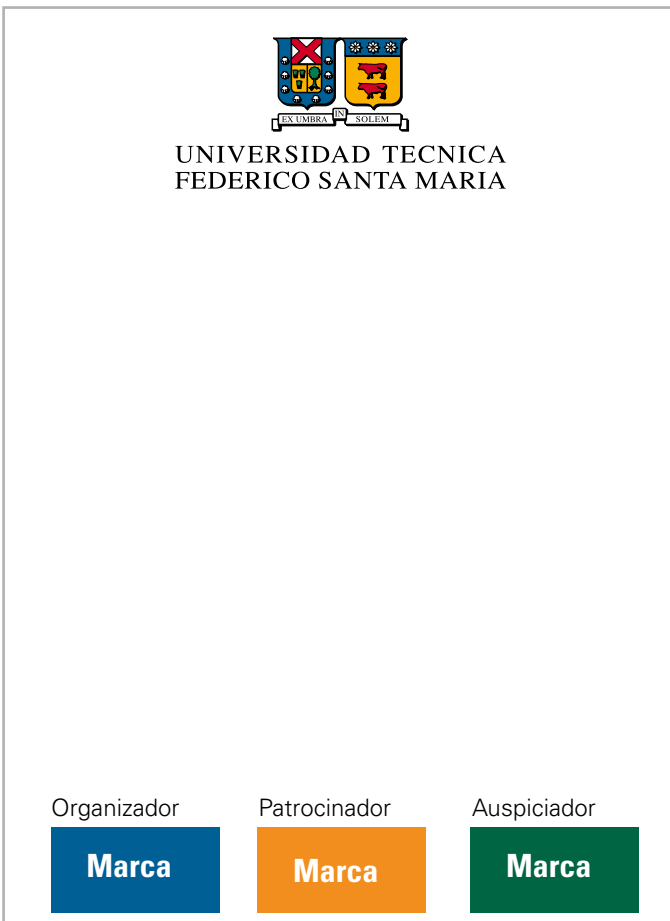 EX UMBRA IN SOLEM
UNIVERSIDAD TECNICA
FEDERICO SANTA MARIA
Organizador Patrocinador Auspiciador
Marca Marca Marca